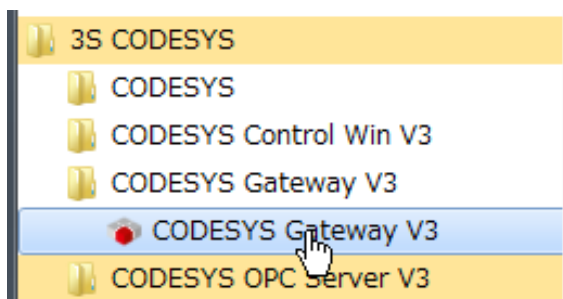 3S CODESYS
CODESYS
CODESYS Control Win V3
CODESYS Gateway V3
CODESYS Gateway V3
CODESYS OPC Server V3